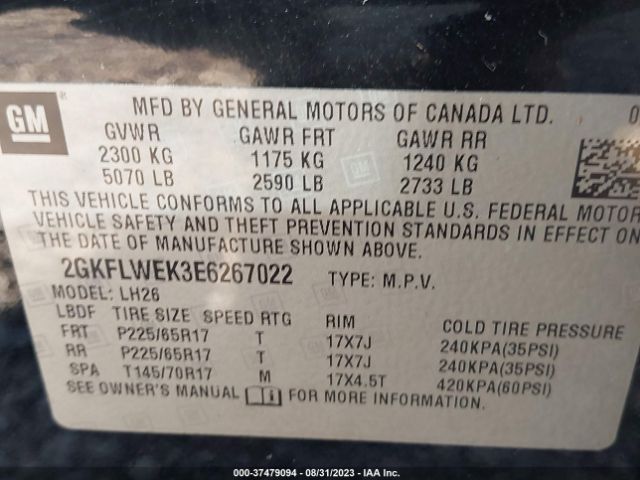 GM
MFD BY GENERAL MOTORS OF CANADA LTD. 0
GVWR GAWR FRT GAWR RR
2300 KG 1175 KG 1240 KG
5070 LB 2590 LB 2733 LB
THIS VEHICLE CONFORMS TO ALL APPLICABLE U.S. FEDERAL MOTOR
VEHICLE SAFETY AND THEFT PREVENTION STANDARDS IN EFFECT ON
THE DATE OF MANUFACTURE SHOWN ABOVE.
2GKFLWEK3E6267022 TYPE: M.P.V.
MODEL: LH26
LBDF TIRE SIZE SPEED RTG RIM COLD TIRE PRESSURE
FRT P225/65R17 T 17X7J 240KPA(35PSI)
RR P225/65R17 T 17X7J 240KPA(35PSI)
SPA T145/70R17 M 17X4.5T 420KPA(60PSI)
SEE OWNER'S MANUAL FOR MORE INFORMATION.
000-37479094 - 08/31/2023 - IAA Inc.